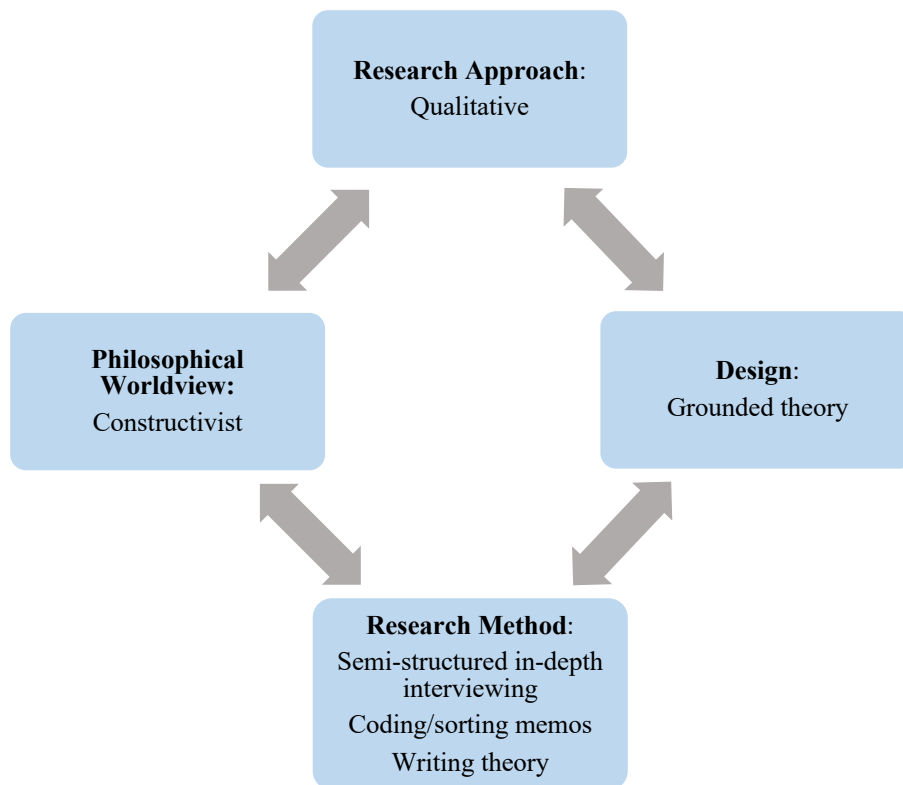 Research Approach:
Qualitative
Philosophical
Worldview:
Constructivist
Design:
Grounded theory
Research Method:
Semi-structured in-depth
interviewing
Coding/sorting memos
Writing theory